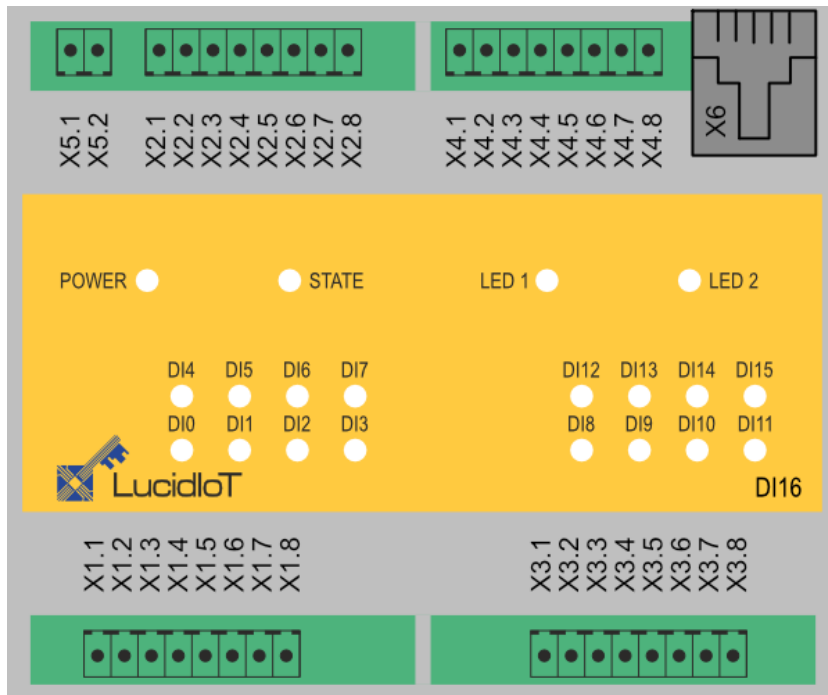 X5.1 X5.2 X2.1 X2.2 X2.3 X2.4 X2.5 X2.6 X2.7 X2.8 X4.1 X4.2 X4.3 X4.4 X4.5 X4.6 X4.7 X4.8 X6
POWER STATE LED 1 LED 2
DI4 DI5 DI6 DI7 DI12 DI13 DI14 DI15
DI0 DI1 DI2 DI3 DI8 DI9 DI10 DI11
LucidIoT DI16
X1.1 X1.2 X1.3 X1.4 X1.5 X1.6 X1.7 X1.8 X3.1 X3.2 X3.3 X3.4 X3.5 X3.6 X3.7 X3.8